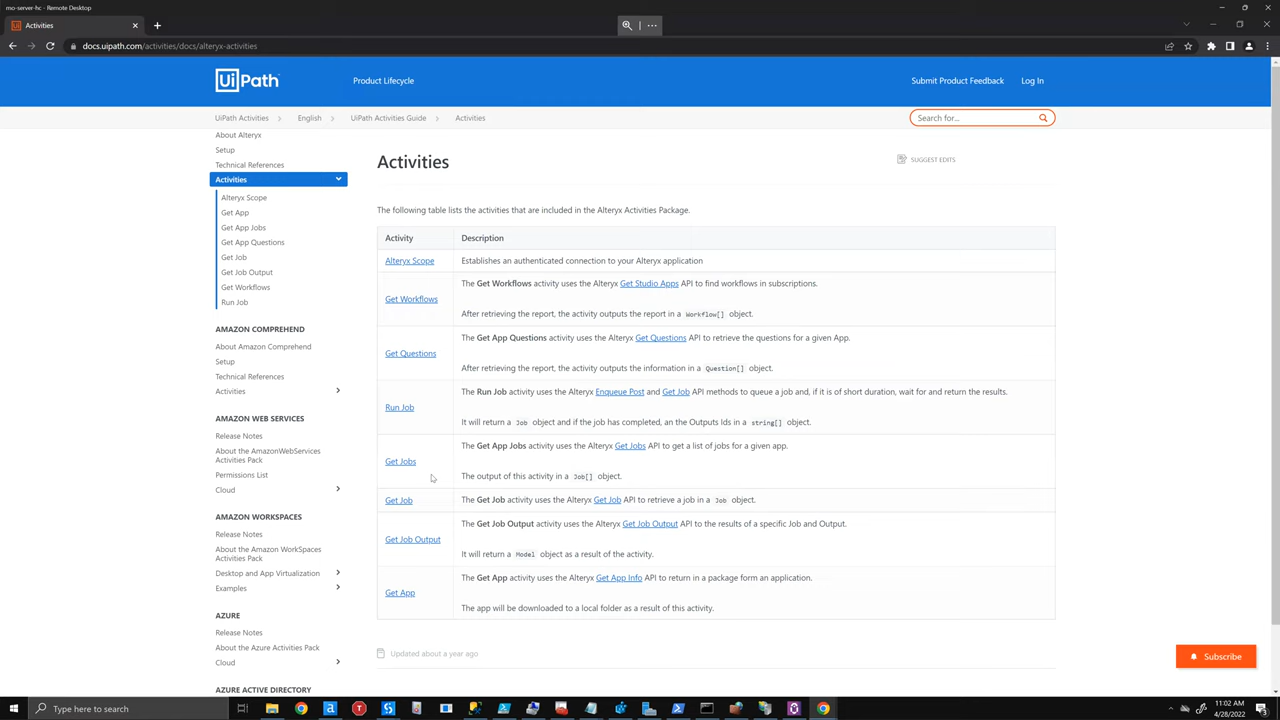 mo-server-hc - Remote Desktop
Activities
docs.uipath.com/activities/docs/alteryx-activities
UiPath
Product Lifecycle
Submit Product Feedback
Log In
UiPath Activities
English
UiPath Activities Guide
Activities
Search for...
About Alteryx
Setup
Technical References
Activities
Alteryx Scope
Get App
Get App Jobs
Get App Questions
Get Job
Get Job Output
Get Workflows
Run Job
AMAZON COMPREHEND
About Amazon Comprehend
Setup
Technical References
Activities
AMAZON WEB SERVICES
Release Notes
About the AmazonWebServices
Activities Pack
Permissions List
Cloud
AMAZON WORKSPACES
Release Notes
About the Amazon WorkSpaces
Activities Pack
Desktop and App Virtualization
Examples
AZURE
Release Notes
About the Azure Activities Pack
Cloud
AZURE ACTIVE DIRECTORY
Activities
SUGGEST EDITS
The following table lists the activities that are included in the Alteryx Activities Package.
Activity Description
Alteryx Scope Establishes an authenticated connection to your Alteryx application
Get Workflows
The Get Workflows activity uses the Alteryx Get Studio Apps API to find workflows in subscriptions.
After retrieving the report, the activity outputs the report in a Workflow[] object.
Get Questions
The Get App Questions activity uses the Alteryx Get Questions API to retrieve the questions for a given App.
After retrieving the report, the activity outputs the information in a Question[] object.
Run Job
The Run Job activity uses the Alteryx Enqueue Post and Get Job API methods to queue a job and, if it is of short duration, wait for and return the results.
It will return a Job object and if the job has completed, an the Outputs Ids in a string[] object.
Get Jobs
The Get App Jobs activity uses the Alteryx Get Jobs API to get a list of jobs for a given app.
The output of this activity in a Job[] object.
Get Job The Get Job activity uses the Alteryx Get Job API to retrieve a job in a Job object.
Get Job Output
The Get Job Output activity uses the Alteryx Get Job Output API to the results of a specific Job and Output.
It will return a Model object as a result of the activity.
Get App
The Get App activity uses the Alteryx Get App Info API to return in a package form an application.
The app will be downloaded to a local folder as a result of this activity.
Updated about a year ago
Subscribe
Type here to search
11:02 AM
4/28/2022